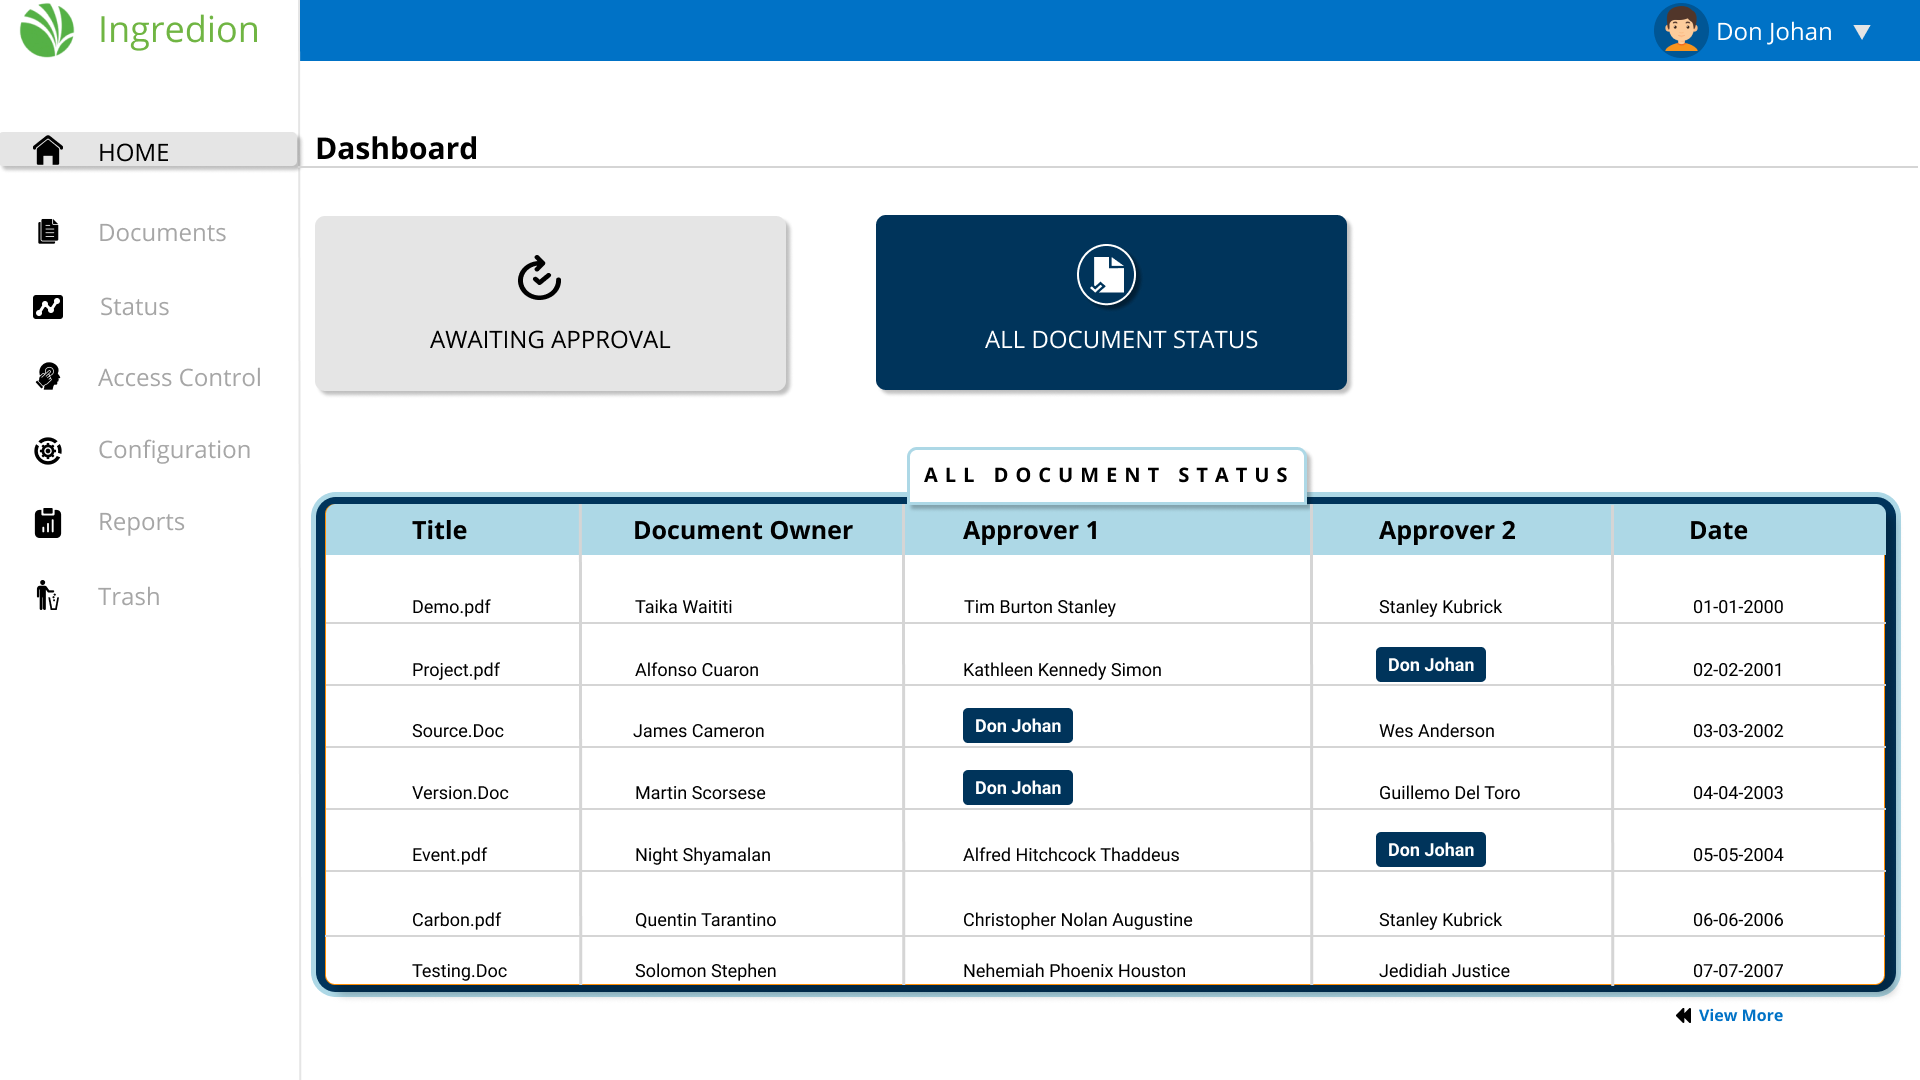 Ingredion
Don Johan
HOME
Dashboard
Documents
Status
Access Control
Configuration
Reports
Trash
AWAITING APPROVAL
ALL DOCUMENT STATUS
ALL DOCUMENT STATUS
Title Document Owner Approver 1 Approver 2 Date
Demo.pdf Taika Waititi Tim Burton Stanley Stanley Kubrick 01-01-2000
Project.pdf Alfonso Cuaron Kathleen Kennedy Simon Don Johan 02-02-2001
Source.Doc James Cameron Don Johan Wes Anderson 03-03-2002
Version.Doc Martin Scorsese Don Johan Guillemo Del Toro 04-04-2003
Event.pdf Night Shyamalan Alfred Hitchcock Thaddeus Don Johan 05-05-2004
Carbon.pdf Quentin Tarantino Christopher Nolan Augustine Stanley Kubrick 06-06-2006
Testing.Doc Solomon Stephen Nehemiah Phoenix Houston Jedidiah Justice 07-07-2007
View More